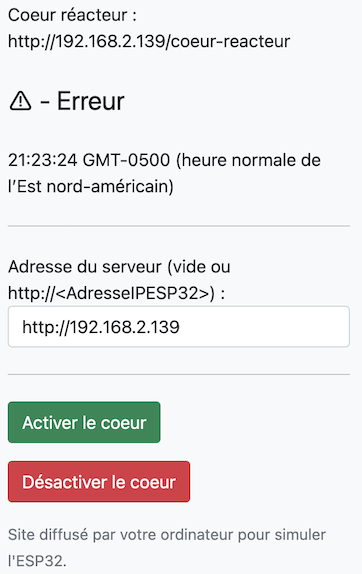 Coeur réacteur :
http://192.168.2.139/coeur-reacteur
- Erreur
21:23:24 GMT-0500 (heure normale de
l’Est nord-américain)
Adresse du serveur (vide ou
http://<AdresseIPESP32>) :
http://192.168.2.139
Activer le coeur
Désactiver le coeur
Site diffusé par votre ordinateur pour simuler
l'ESP32.